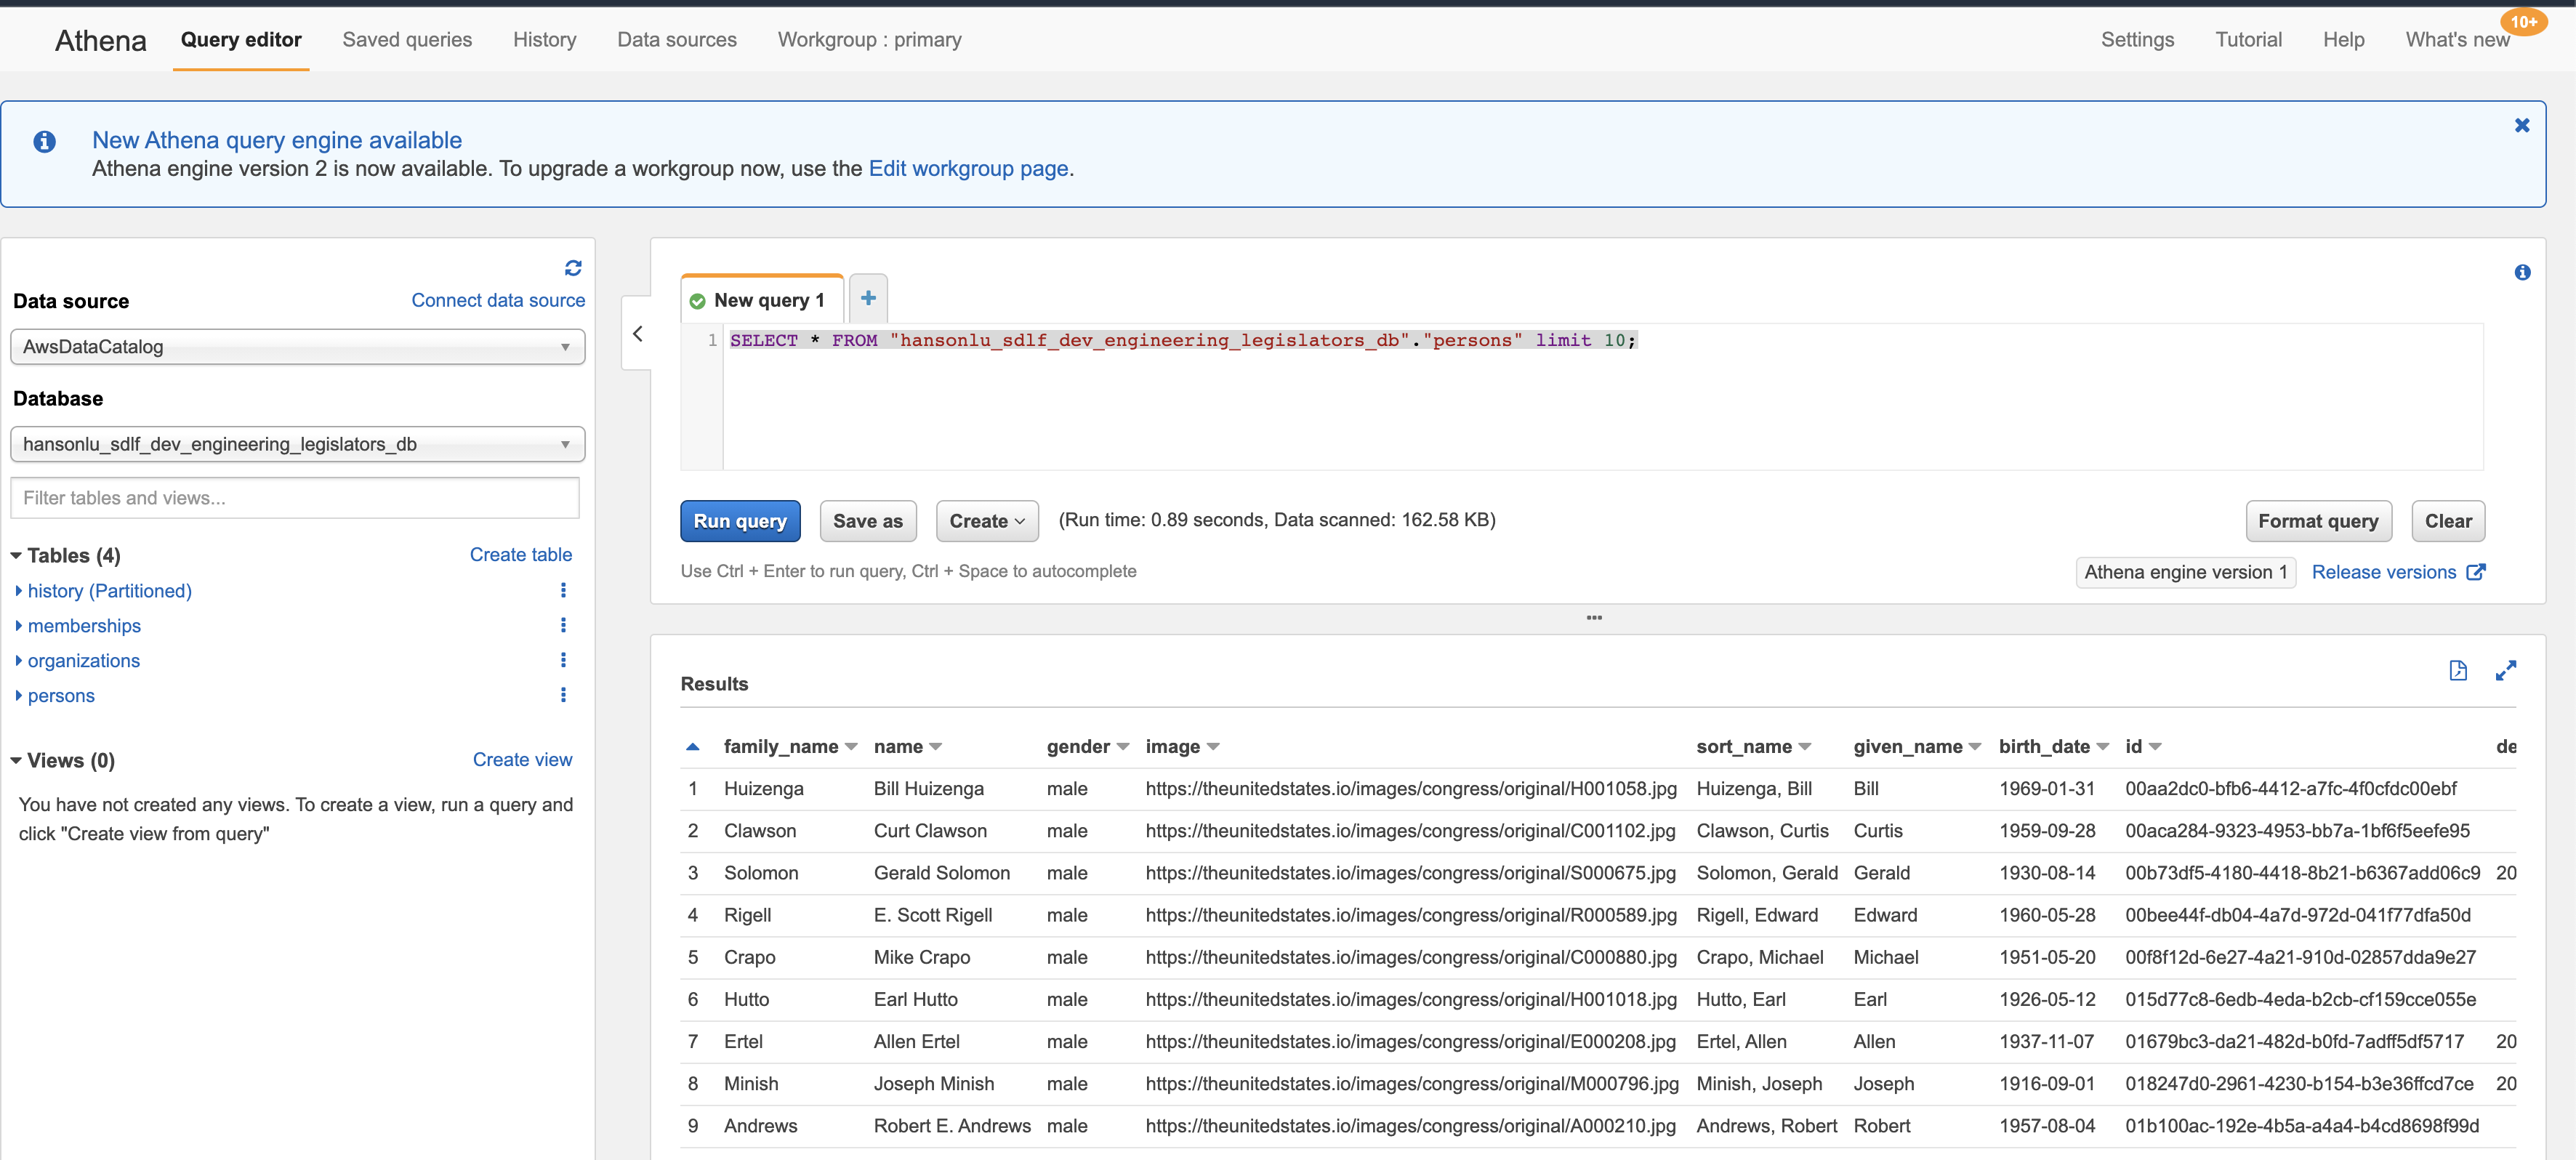 Athena Query editor Saved queries History Data sources Workgroup : primary Settings Tutorial Help What's new 10+
New Athena query engine available
Athena engine version 2 is now available. To upgrade a workgroup now, use the Edit workgroup page.
Data source Connect data source
AwsDataCatalog
Database
hansonlu_sdlf_dev_engineering_legislators_db
Filter tables and views...
Tables (4) Create table
history (Partitioned)
memberships
organizations
persons
Views (0) Create view
You have not created any views. To create a view, run a query and
click "Create view from query"
New query 1
1 SELECT * FROM "hansonlu_sdlf_dev_engineering_legislators_db"."persons" limit 10;
Run query Save as Create (Run time: 0.89 seconds, Data scanned: 162.58 KB) Format query Clear
Use Ctrl + Enter to run query, Ctrl + Space to autocomplete Athena engine version 1 Release versions
Results
family_name name gender image sort_name given_name birth_date id de
1 Huizenga Bill Huizenga male https://theunitedstates.io/images/congress/original/H001058.jpg Huizenga, Bill Bill 1969-01-31 00aa2dc0-bfb6-4412-a7fc-4f0cfdc00ebf
2 Clawson Curt Clawson male https://theunitedstates.io/images/congress/original/C001102.jpg Clawson, Curtis Curtis 1959-09-28 00aca284-9323-4953-bb7a-1bf6f5eefe95
3 Solomon Gerald Solomon male https://theunitedstates.io/images/congress/original/S000675.jpg Solomon, Gerald Gerald 1930-08-14 00b73df5-4180-4418-8b21-b6367add06c9 20
4 Rigell E. Scott Rigell male https://theunitedstates.io/images/congress/original/R000589.jpg Rigell, Edward Edward 1960-05-28 00bee44f-db04-4a7d-972d-041f77dfa50d
5 Crapo Mike Crapo male https://theunitedstates.io/images/congress/original/C000880.jpg Crapo, Michael Michael 1951-05-20 00f8f12d-6e27-4a21-910d-02857dda9e27
6 Hutto Earl Hutto male https://theunitedstates.io/images/congress/original/H001018.jpg Hutto, Earl Earl 1926-05-12 015d77c8-6edb-4eda-b2cb-cf159cce055e
7 Ertel Allen Ertel male https://theunitedstates.io/images/congress/original/E000208.jpg Ertel, Allen Allen 1937-11-07 01679bc3-da21-482d-b0fd-7adff5df5717 20
8 Minish Joseph Minish male https://theunitedstates.io/images/congress/original/M000796.jpg Minish, Joseph Joseph 1916-09-01 018247d0-2961-4230-b154-b3e36ffcd7ce 20
9 Andrews Robert E. Andrews male https://theunitedstates.io/images/congress/original/A000210.jpg Andrews, Robert Robert 1957-08-04 01b100ac-192e-4b5a-a4a4-b4cd8698f99d